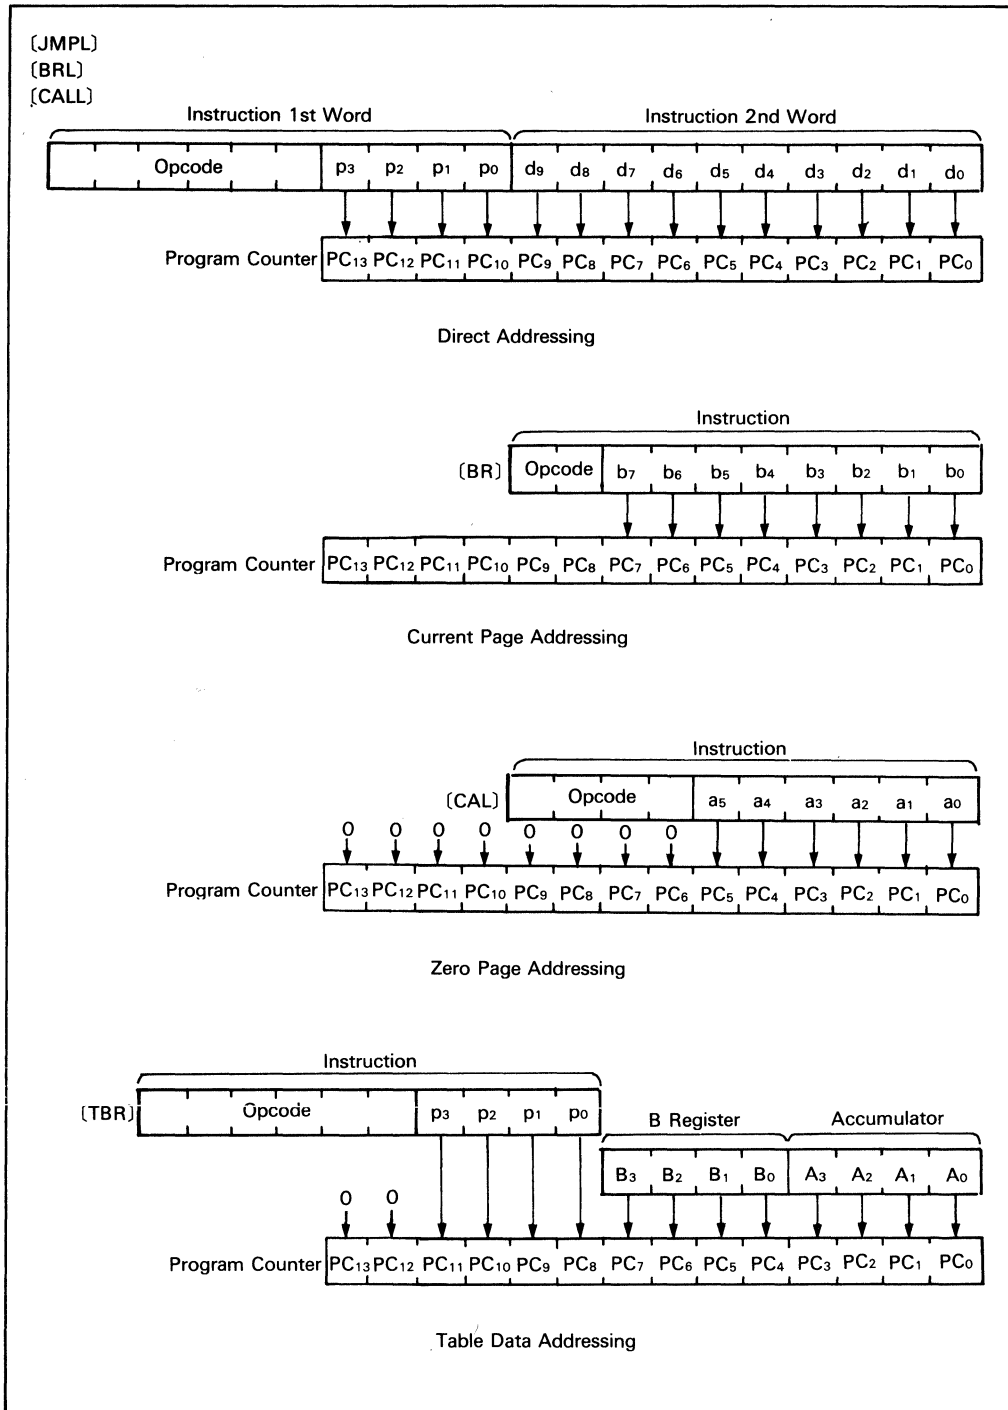 [JMPL]
[BRL]
[CALL]
Instruction 1st Word Instruction 2nd Word
Opcode p3 p2 p1 p0 d9 d8 d7 d6 d5 d4 d3 d2 d1 d0
Program Counter PC13 PC12 PC11 PC10 PC9 PC8 PC7 PC6 PC5 PC4 PC3 PC2 PC1 PC0
Direct Addressing
Instruction
[BR] Opcode b7 b6 b5 b4 b3 b2 b1 b0
Program Counter PC13 PC12 PC11 PC10 PC9 PC8 PC7 PC6 PC5 PC4 PC3 PC2 PC1 PC0
Current Page Addressing
Instruction
[CAL] Opcode a5 a4 a3 a2 a1 a0
0 0 0 0 0 0 0 0
Program Counter PC13 PC12 PC11 PC10 PC9 PC8 PC7 PC6 PC5 PC4 PC3 PC2 PC1 PC0
Zero Page Addressing
Instruction
[TBR] Opcode p3 p2 p1 p0
B Register Accumulator
B3 B2 B1 B0 A3 A2 A1 A0
0 0
Program Counter PC13 PC12 PC11 PC10 PC9 PC8 PC7 PC6 PC5 PC4 PC3 PC2 PC1 PC0
Table Data Addressing